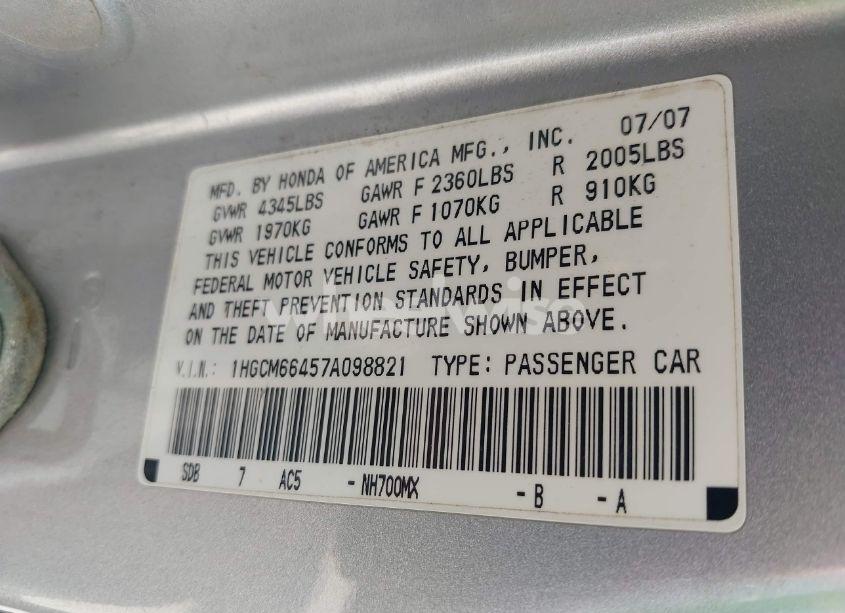 MFD. BY HONDA OF AMERICA MFG., INC. 07/07
GVWR 4345LBS GAWR F 2360LBS R 2005LBS
GVWR 1970KG GAWR F 1070KG R 910KG
THIS VEHICLE CONFORMS TO ALL APPLICABLE
FEDERAL MOTOR VEHICLE SAFETY, BUMPER,
AND THEFT PREVENTION STANDARDS IN EFFECT
ON THE DATE OF MANUFACTURE SHOWN ABOVE.
V.I.N.: 1HGCM66457A098821 TYPE: PASSENGER CAR
SDB 7 AC5 - NH700MX - B - A